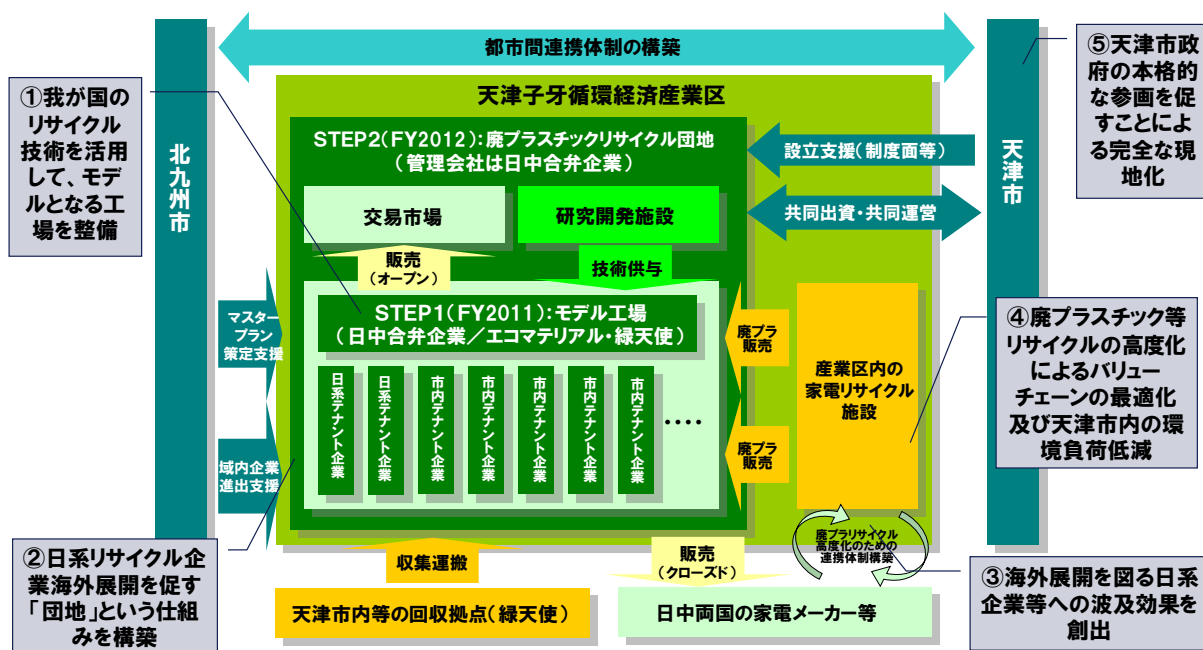 都市間連携体制の構築
北九州市
天津市
①我が国の
リサイクル
技術を活用
して、モデ
ルとなる工
場を整備
⑤天津市政
府の本格的
な参画を促
すことによ
る完全な現
地化
天津子牙循環経済産業区
STEP2(FY2012):廃プラスチックリサイクル団地
(管理会社は日中合弁企業)
設立支援(制度面等)
交易市場
研究開発施設
共同出資・共同運営
販売
(オープン)
技術供与
STEP1(FY2011):モデル工場
(日中合弁企業/エコマテリアル・緑天使)
マスター
プラン
策定支援
廃プラ
販売
産業区内の
家電リサイクル
施設
④廃プラスチック等
リサイクルの高度化
によるバリュー
チェーンの最適化
及び天津市内の環
境負荷低減
日系テナント企業
日系テナント企業
市内テナント企業
市内テナント企業
市内テナント企業
市内テナント企業
市内テナント企業
・・・・
廃プラ
販売
域内企業
進出支援
②日系リサイクル企
業海外展開を促す
「団地」という仕組
みを構築
収集運搬
販売
(クローズド)
廃プラリサイクル
高度化のための
連携体制構築
③海外展開を図る日系
企業等への波及効果を
創出
天津市内等の回収拠点(緑天使)
日中両国の家電メーカー等